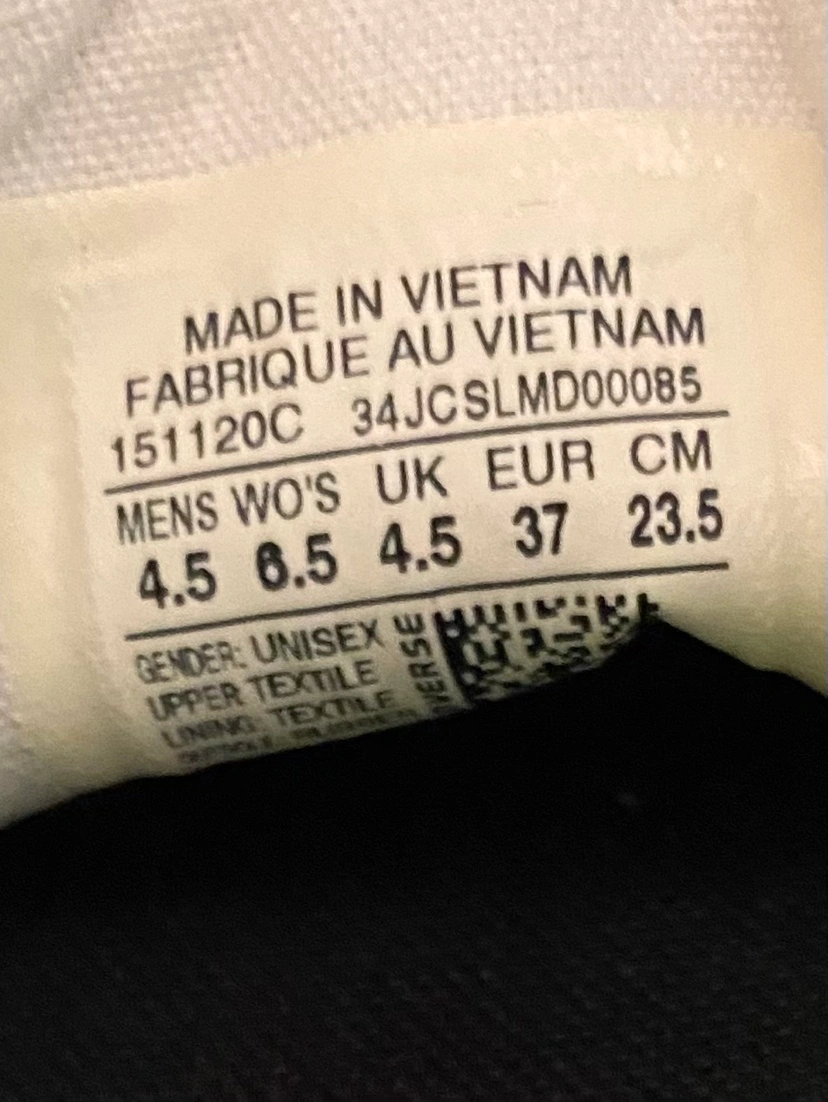 MADE IN VIETNAM
FABRIQUE AU VIETNAM
151120C 34JCSLMD00085
MENS WO'S UK EUR CM
4.5 6.5 4.5 37 23.5
GENDER: UNISEX
UPPER TEXTILE
LINING: TEXTILE
VERSE